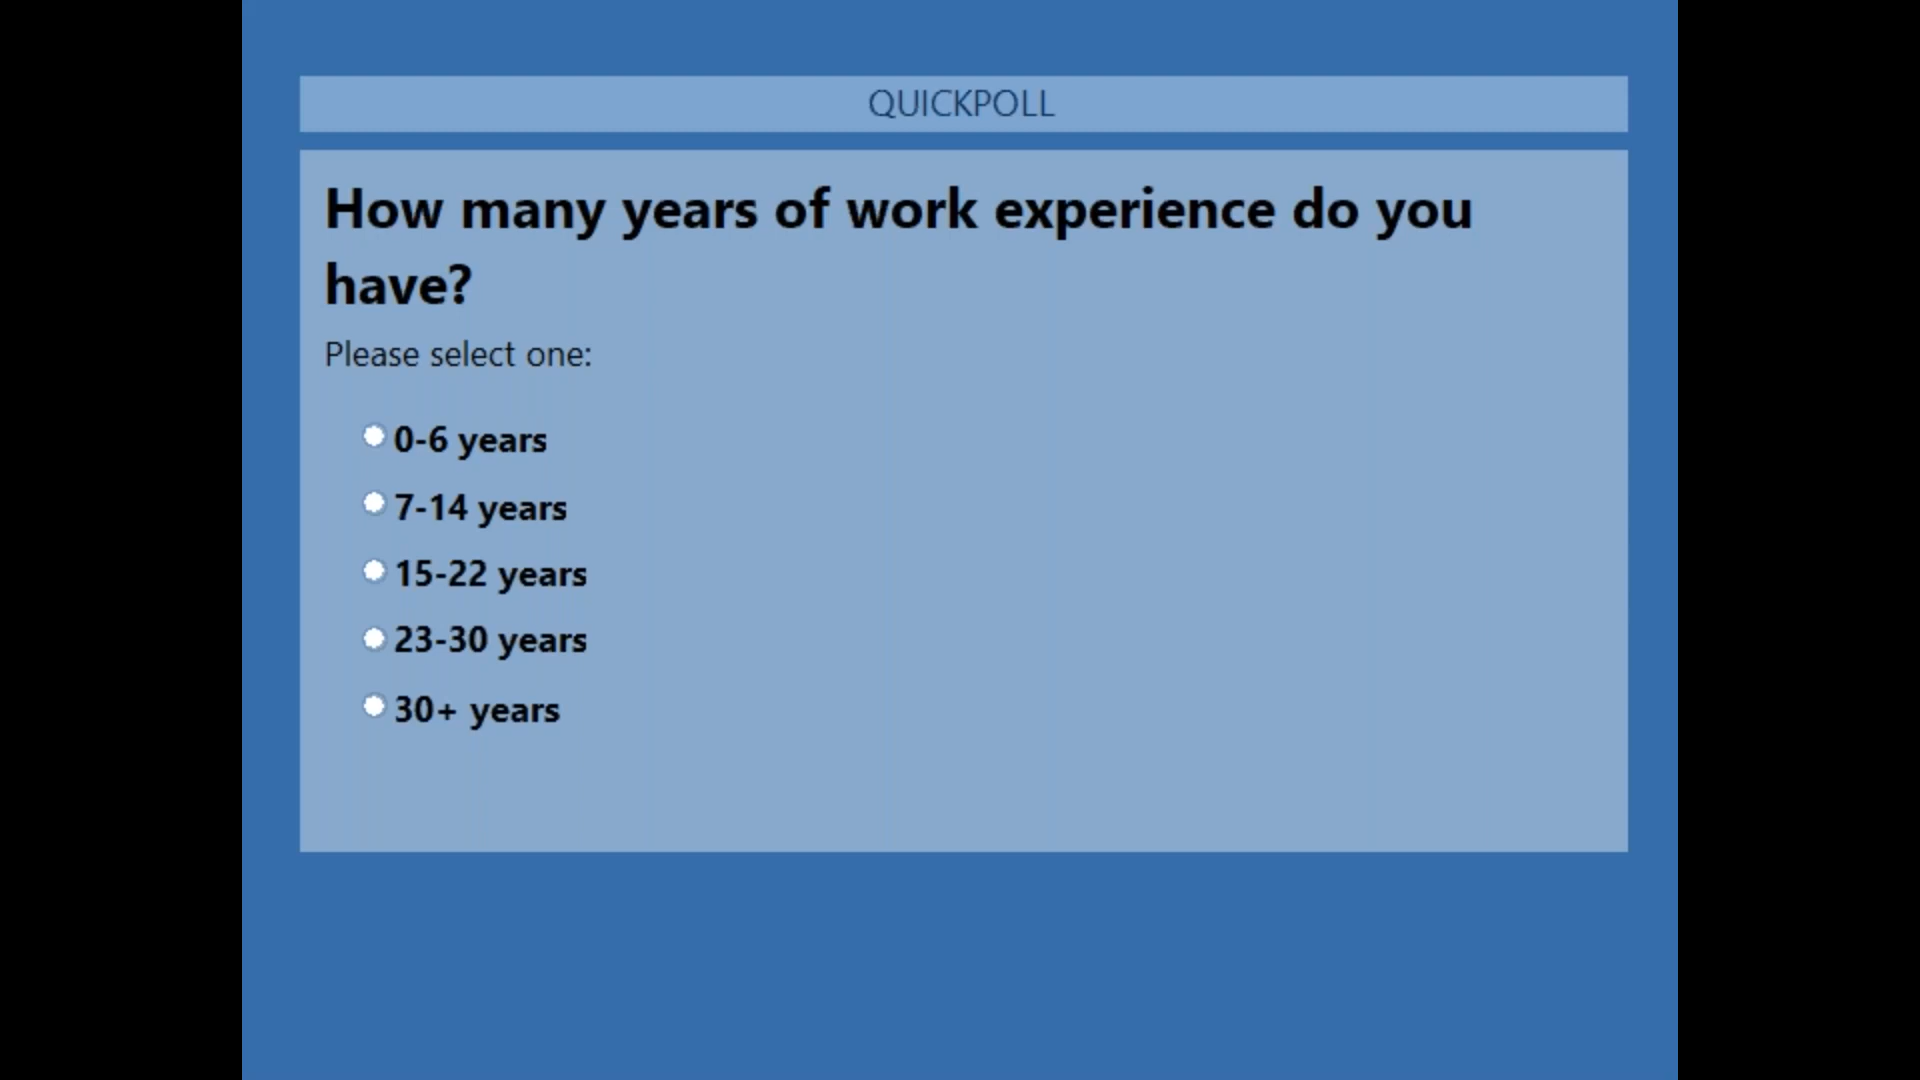 QUICKPOLL
How many years of work experience do you
have?
Please select one:
0-6 years
7-14 years
15-22 years
23-30 years
30+ years